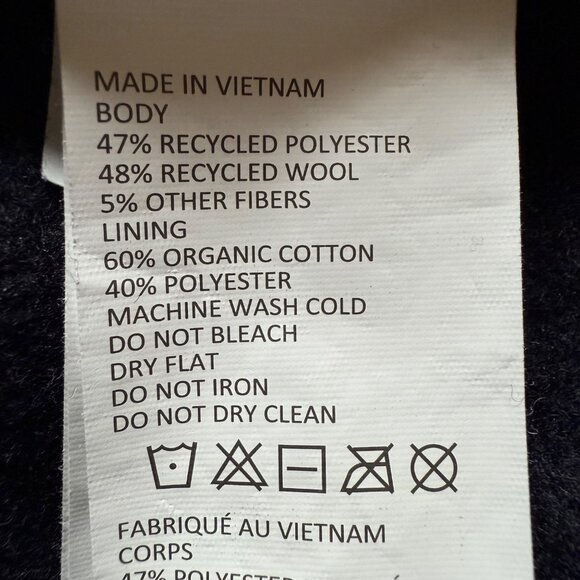 MADE IN VIETNAM
BODY
47% RECYCLED POLYESTER
48% RECYCLED WOOL
5% OTHER FIBERS
LINING
60% ORGANIC COTTON
40% POLYESTER
MACHINE WASH COLD
DO NOT BLEACH
DRY FLAT
DO NOT IRON
DO NOT DRY CLEAN
FABRIQUÉ AU VIETNAM
CORPS
47% POLYESTER